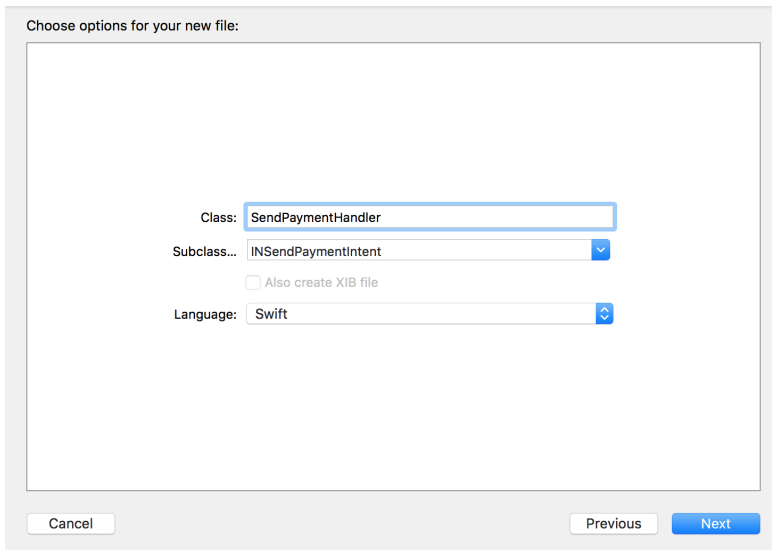 Choose options for your new file:
Class: SendPaymentHandler
Subclass... INSendPaymentIntent
Also create XIB file
Language: Swift
Cancel Previous Next